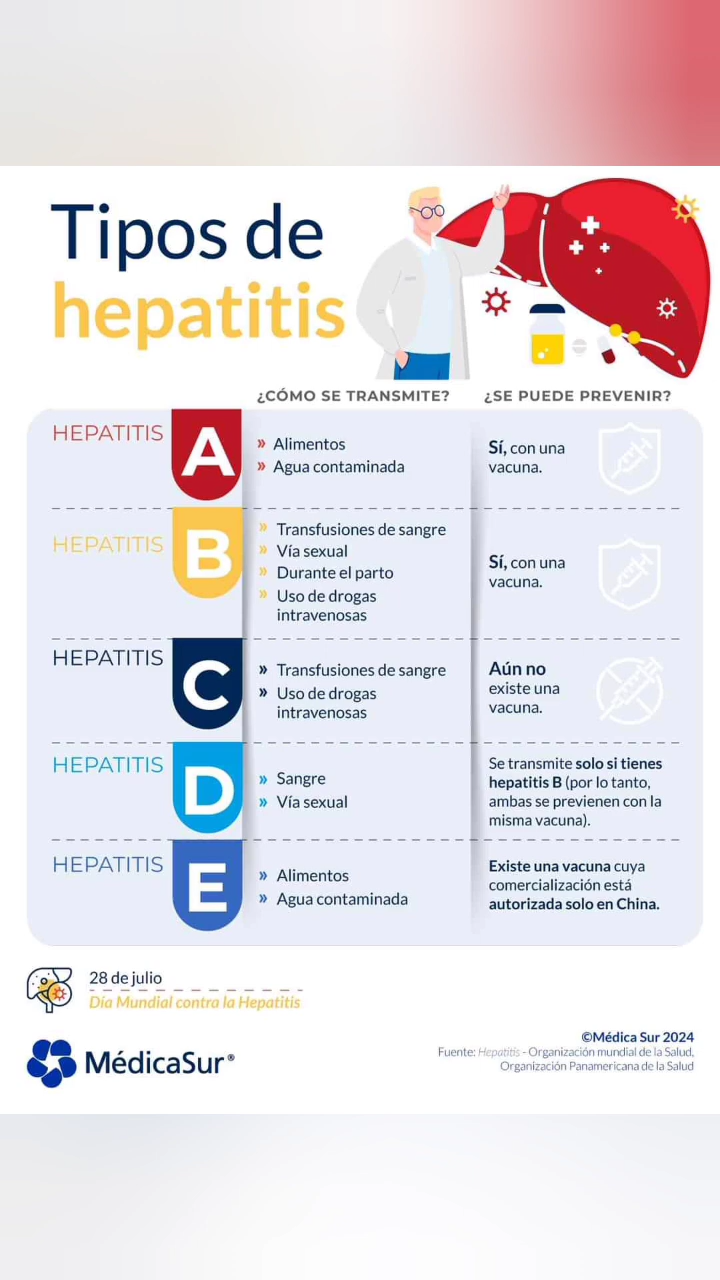 Tipos de
hepatitis
¿CÓMO SE TRANSMITE?
¿SE PUEDE PREVENIR?
HEPATITIS A
» Alimentos
» Agua contaminada
Sí, con una
vacuna.
HEPATITIS B
» Transfusiones de sangre
» Vía sexual
» Durante el parto
» Uso de drogas
intravenosas
Sí, con una
vacuna.
HEPATITIS C
» Transfusiones de sangre
» Uso de drogas
intravenosas
Aún no
existe una
vacuna.
HEPATITIS D
» Sangre
» Vía sexual
Se transmite solo si tienes
hepatitis B (por lo tanto,
ambas se previenen con la
misma vacuna).
HEPATITIS E
» Alimentos
» Agua contaminada
Existe una vacuna cuya
comercialización está
autorizada solo en China.
28 de julio
Día Mundial contra la Hepatitis
MédicaSur®
©Médica Sur 2024
Fuente: Hepatitis - Organización mundial de la Salud,
Organización Panamericana de la Salud